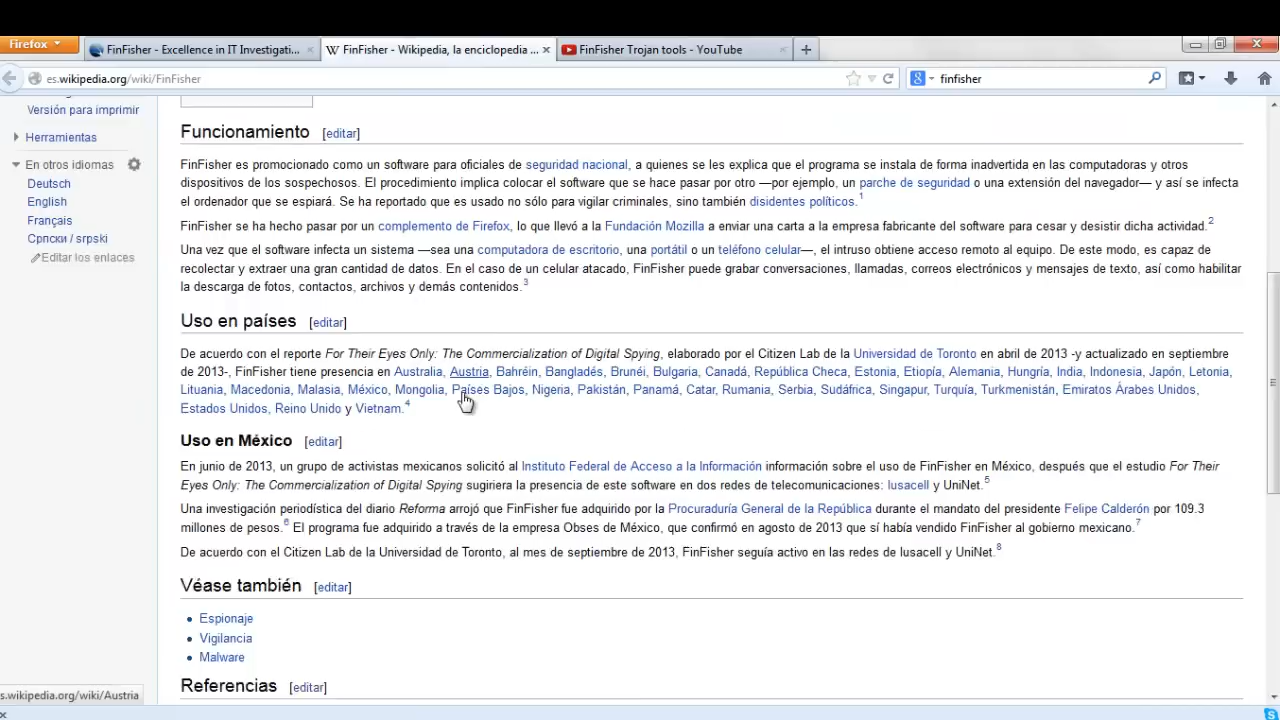 Firefox
FinFisher - Excellence in IT Investigati...
FinFisher - Wikipedia, la enciclopedia ...
FinFisher Trojan tools - YouTube
es.wikipedia.org/wiki/FinFisher
finfisher
Versión para imprimir
Herramientas
En otros idiomas
Deutsch
English
Français
Српски / srpski
Editar los enlaces
Funcionamiento [editar]
FinFisher es promocionado como un software para oficiales de seguridad nacional, a quienes se les explica que el programa se instala de forma inadvertida en las computadoras y otros
dispositivos de los sospechosos. El procedimiento implica colocar el software que se hace pasar por otro —por ejemplo, un parche de seguridad o una extensión del navegador— y así se infecta
el ordenador que se espiará. Se ha reportado que es usado no sólo para vigilar criminales, sino también disidentes políticos.1
FinFisher se ha hecho pasar por un complemento de Firefox, lo que llevó a la Fundación Mozilla a enviar una carta a la empresa fabricante del software para cesar y desistir dicha actividad.2
Una vez que el software infecta un sistema —sea una computadora de escritorio, una portátil o un teléfono celular—, el intruso obtiene acceso remoto al equipo. De este modo, es capaz de
recolectar y extraer una gran cantidad de datos. En el caso de un celular atacado, FinFisher puede grabar conversaciones, llamadas, correos electrónicos y mensajes de texto, así como habilitar
la descarga de fotos, contactos, archivos y demás contenidos.3
Uso en países [editar]
De acuerdo con el reporte For Their Eyes Only: The Commercialization of Digital Spying, elaborado por el Citizen Lab de la Universidad de Toronto en abril de 2013 -y actualizado en septiembre
de 2013-, FinFisher tiene presencia en Australia, Austria, Bahréin, Bangladés, Brunéi, Bulgaria, Canadá, República Checa, Estonia, Etiopía, Alemania, Hungría, India, Indonesia, Japón, Letonia,
Lituania, Macedonia, Malasia, México, Mongolia, Países Bajos, Nigeria, Pakistán, Panamá, Catar, Rumania, Serbia, Sudáfrica, Singapur, Turquía, Turkmenistán, Emiratos Árabes Unidos,
Estados Unidos, Reino Unido y Vietnam.4
Uso en México [editar]
En junio de 2013, un grupo de activistas mexicanos solicitó al Instituto Federal de Acceso a la Información información sobre el uso de FinFisher en México, después que el estudio For Their
Eyes Only: The Commercialization of Digital Spying sugiriera la presencia de este software en dos redes de telecomunicaciones: Iusacell y UniNet.5
Una investigación periodística del diario Reforma arrojó que FinFisher fue adquirido por la Procuraduría General de la República durante el mandato del presidente Felipe Calderón por 109.3
millones de pesos.6 El programa fue adquirido a través de la empresa Obses de México, que confirmó en agosto de 2013 que sí había vendido FinFisher al gobierno mexicano.7
De acuerdo con el Citizen Lab de la Universidad de Toronto, al mes de septiembre de 2013, FinFisher seguía activo en las redes de Iusacell y UniNet.8
Véase también [editar]
Espionaje
Vigilancia
Malware
Referencias [editar]
s.wikipedia.org/wiki/Austria